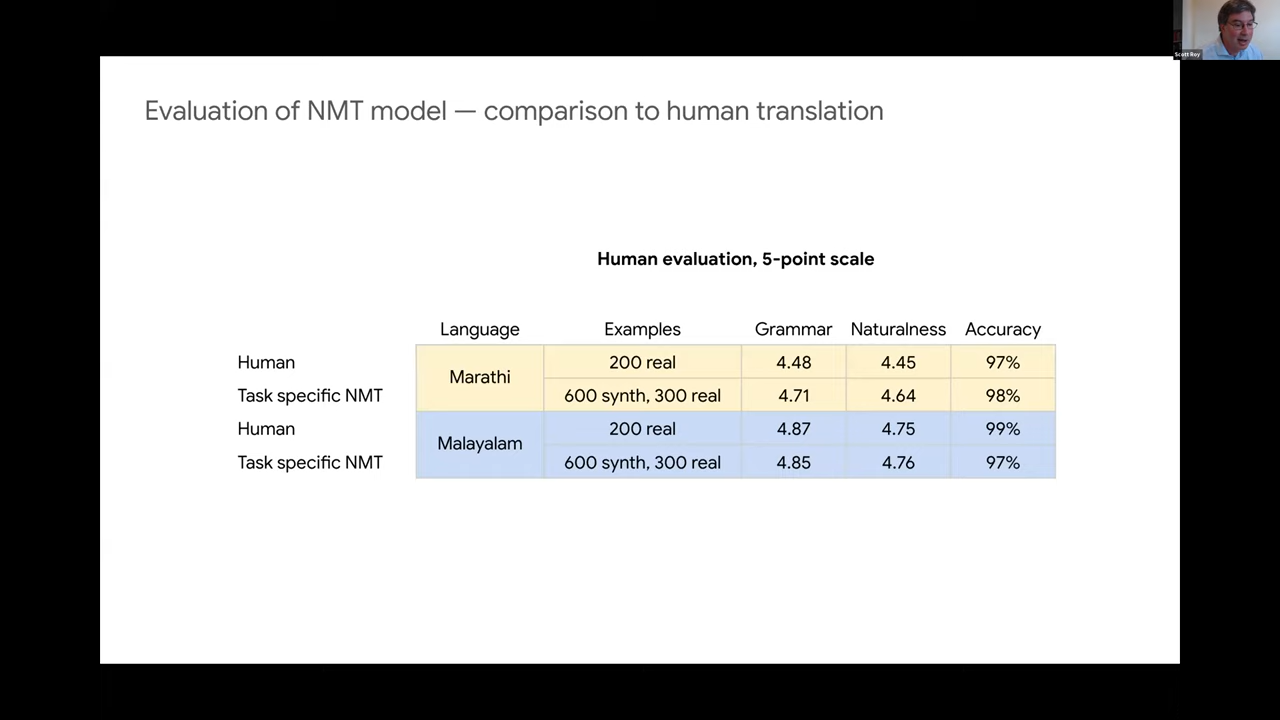 Scott Roy
Evaluation of NMT model — comparison to human translation
Human evaluation, 5-point scale
Language Examples Grammar Naturalness Accuracy
Human Marathi 200 real 4.48 4.45 97%
Task specific NMT 600 synth, 300 real 4.71 4.64 98%
Human Malayalam 200 real 4.87 4.75 99%
Task specific NMT 600 synth, 300 real 4.85 4.76 97%